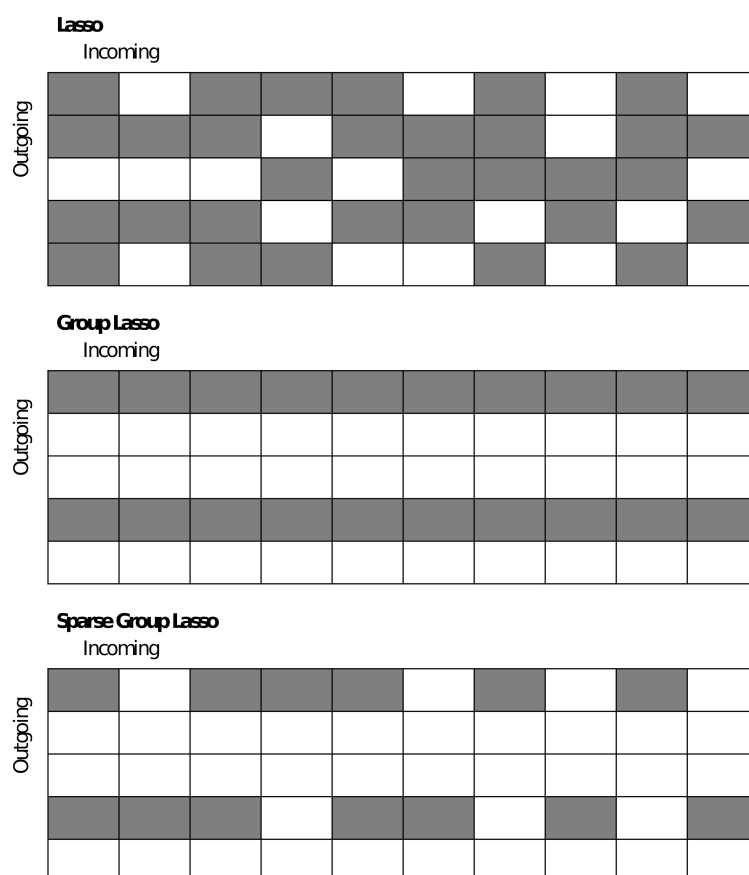 Lasso
Incoming
Outgoing
Group Lasso
Incoming
Outgoing
Sparse Group Lasso
Incoming
Outgoing